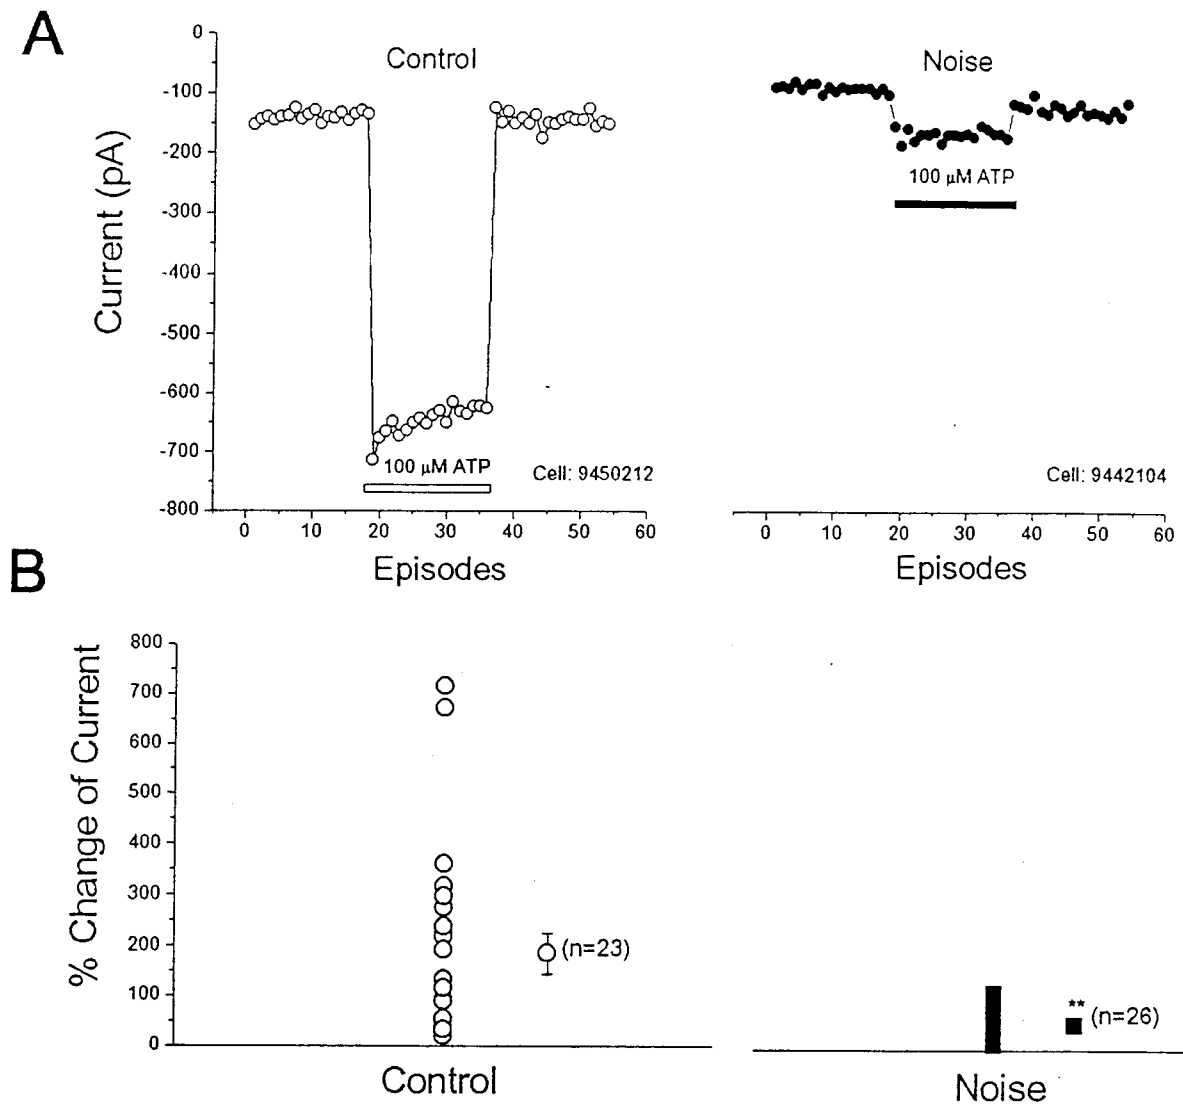 A
Control
Noise
0
-100
-200
-300
-400
-500
-600
-700
-800
Current (pA)
100 µM ATP
100 µM ATP
Cell: 9450212
Cell: 9442104
0 10 20 30 40 50 60
0 10 20 30 40 50 60
Episodes
Episodes
B
800
700
600
500
400
300
200
100
0
% Change of Current
(n=23)
**
(n=26)
Control
Noise